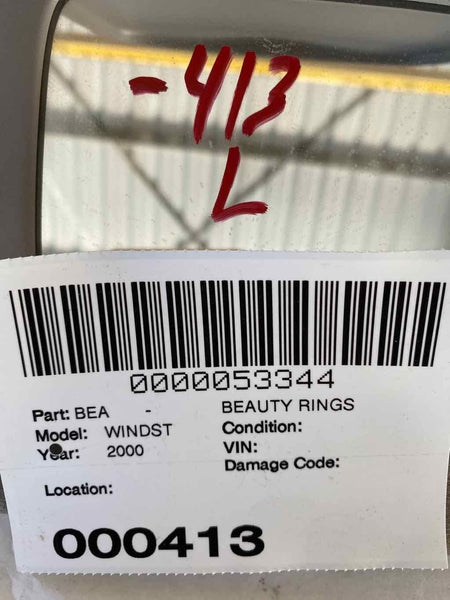 -413
L
0000053344
Part: BEA - BEAUTY RINGS
Model: WINDST Condition:
Year: 2000 VIN:
Damage Code:
Location:
000413